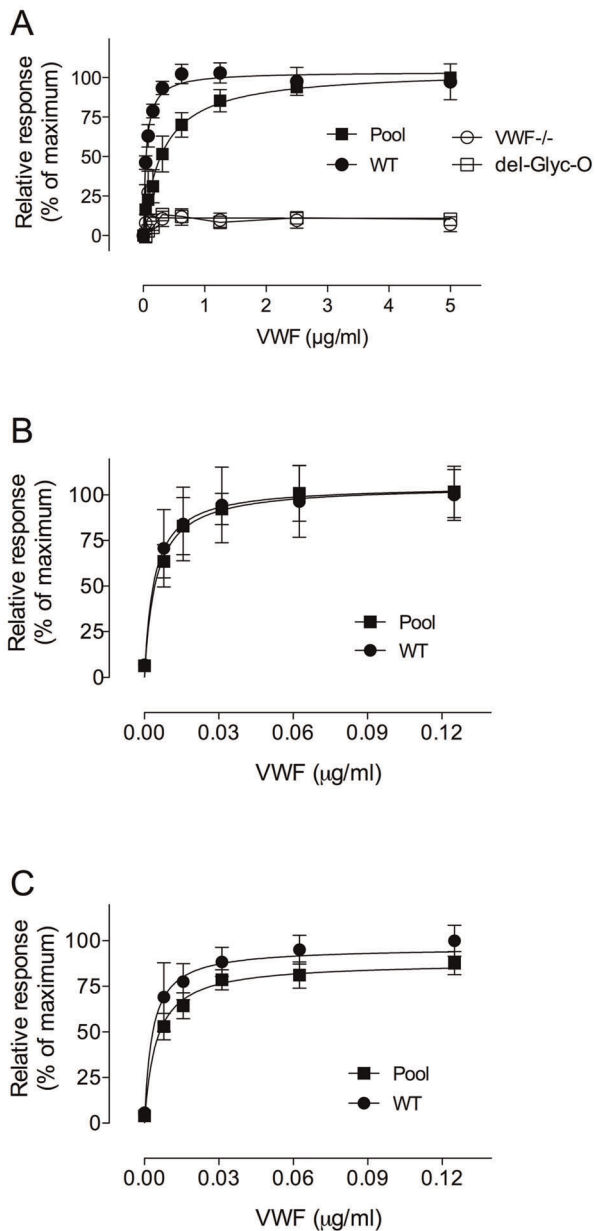 A
Relative response
(% of maximum)
100
75
50
25
0
Pool
WT
VWF-/-
del-Glyc-O
0 1 2 3 4 5
VWF (µg/ml)
B
Relative response
(% of maximum)
100
75
50
25
0
Pool
WT
0.00 0.03 0.06 0.09 0.12
VWF (µg/ml)
C
Relative response
(% of maximum)
100
75
50
25
0
Pool
WT
0.00 0.03 0.06 0.09 0.12
VWF (µg/ml)